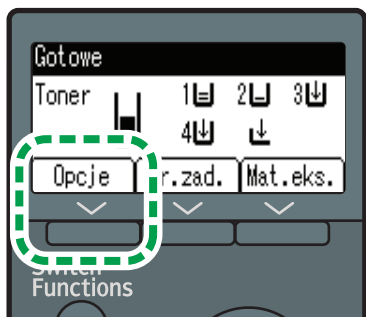 Gotowe
Toner 1 2 3
4
Opcje r.zad. Mat.eks.
Switch
Functions